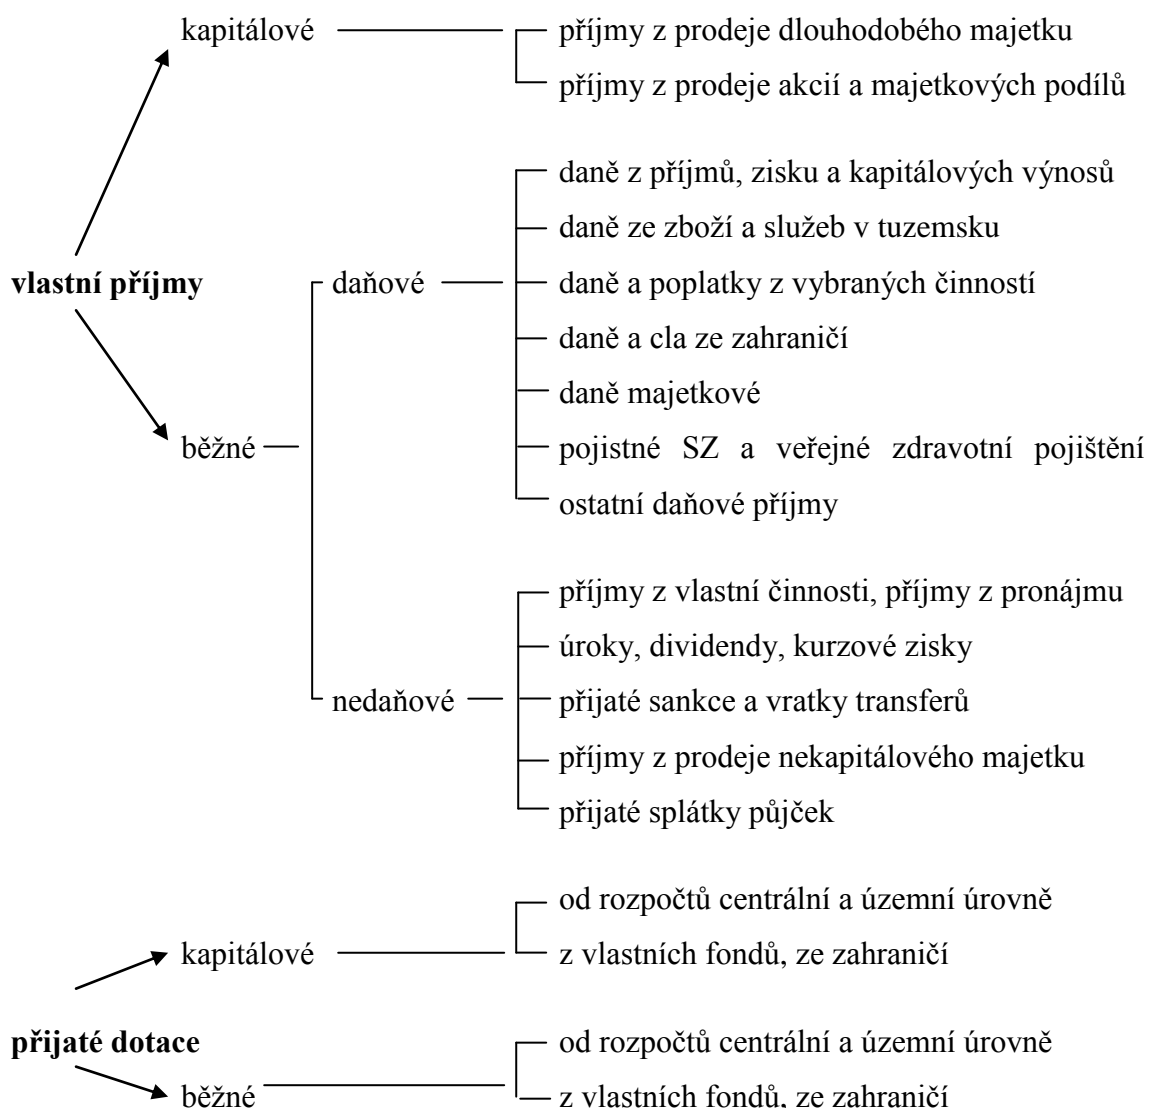 kapitálové příjmy z prodeje dlouhodobého majetku
příjmy z prodeje akcií a majetkových podílů
daně z příjmů, zisku a kapitálových výnosů
daně ze zboží a služeb v tuzemsku
vlastní příjmy daňové daně a poplatky z vybraných činností
daně a cla ze zahraničí
daně majetkové
běžné pojistné SZ a veřejné zdravotní pojištění
ostatní daňové příjmy
příjmy z vlastní činnosti, příjmy z pronájmu
úroky, dividendy, kurzové zisky
nedaňové přijaté sankce a vratky transferů
příjmy z prodeje nekapitálového majetku
přijaté splátky půjček
od rozpočtů centrální a územní úrovně
kapitálové z vlastních fondů, ze zahraničí
přijaté dotace od rozpočtů centrální a územní úrovně
běžné z vlastních fondů, ze zahraničí